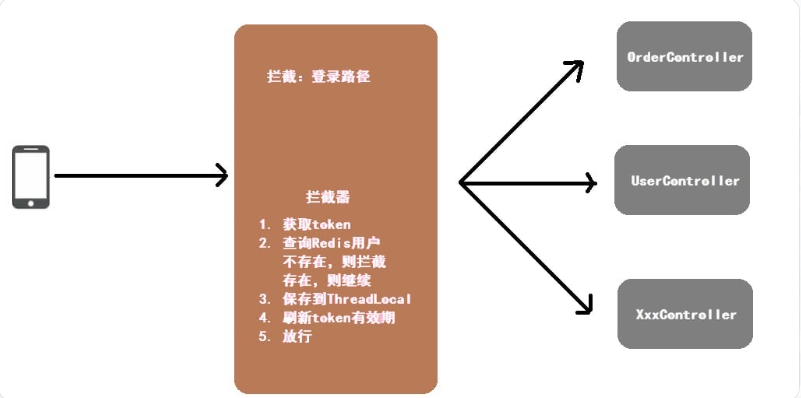 拦截：登录路径
拦截器
1. 获取token
2. 查询Redis用户
不存在，则拦截
存在，则继续
3. 保存到ThreadLocal
4. 刷新token有效期
5. 放行
OrderController
UserController
XxxController